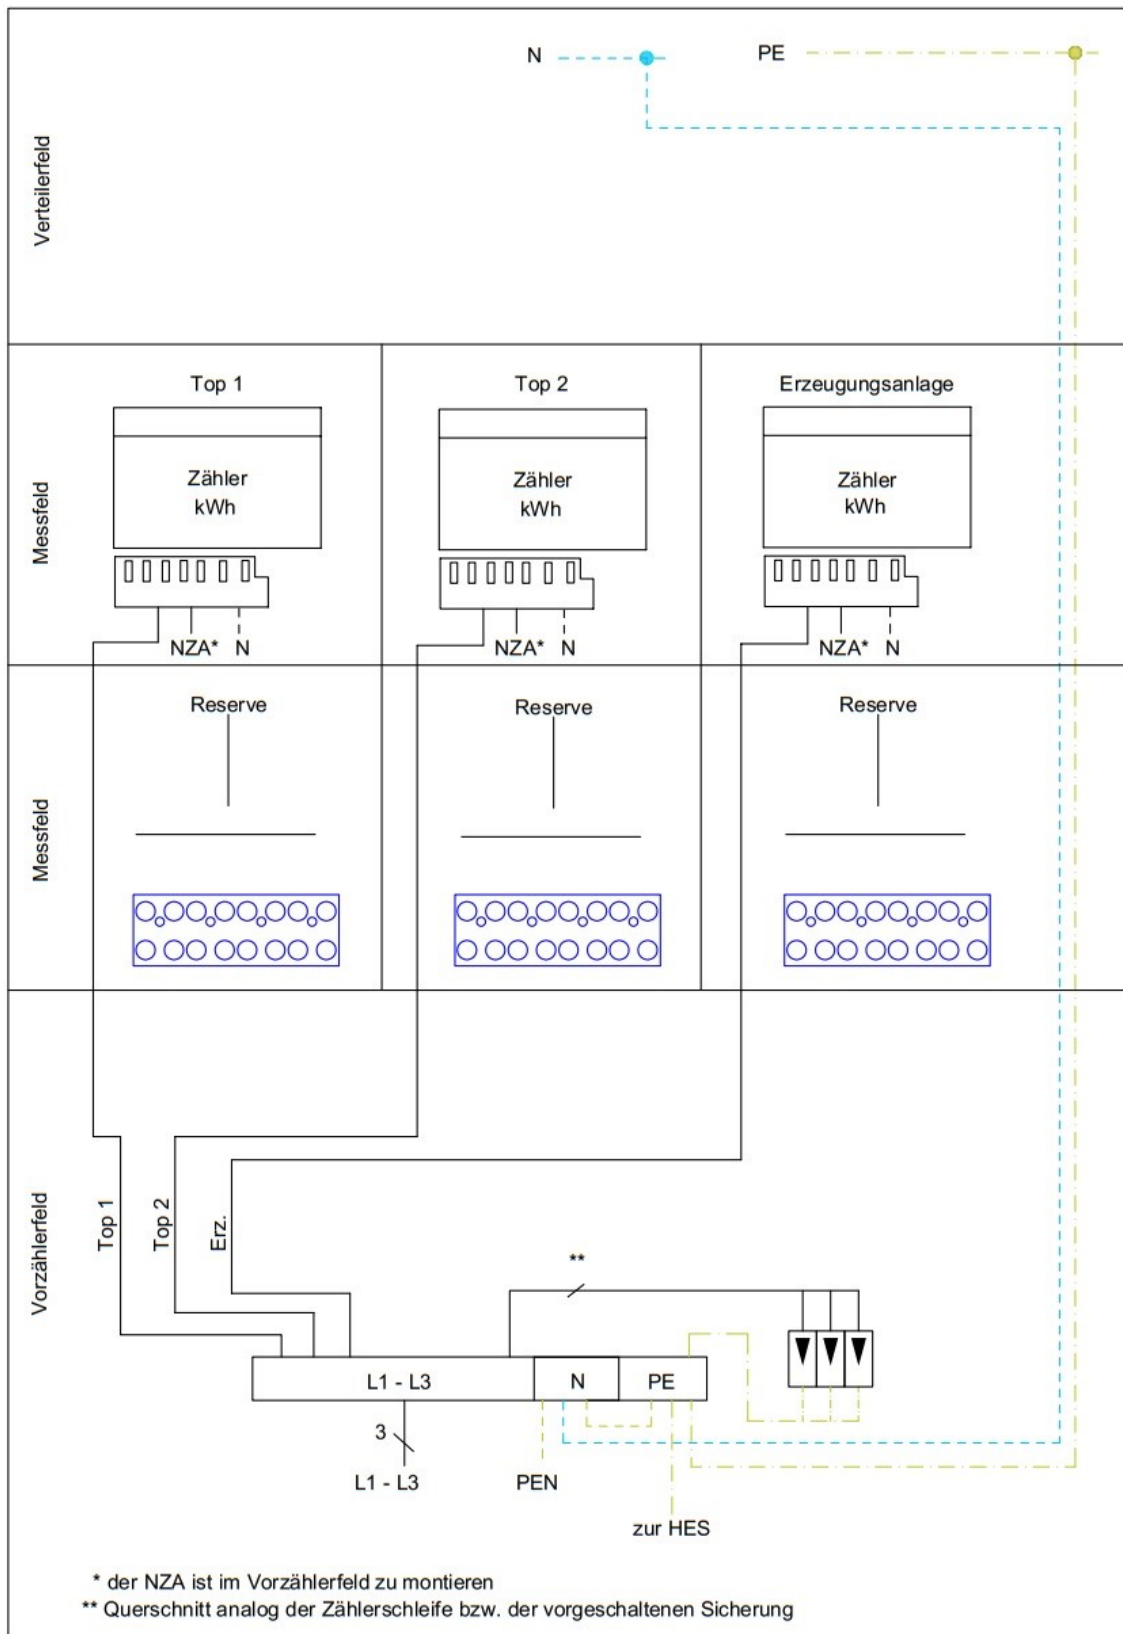 N
PE
Verteilerfeld
Top 1
Top 2
Erzeugungsanlage
Zähler
kWh
Zähler
kWh
Zähler
kWh
Messfeld
NZA* N
NZA* N
NZA* N
Reserve
Reserve
Reserve
Messfeld
Top 1
Top 2
Erz.
**
Vorzählerfeld
L1 - L3
N
PE
3
L1 - L3
PEN
zur HES
* der NZA ist im Vorzählerfeld zu montieren
** Querschnitt analog der Zählerschleife bzw. der vorgeschaltenen Sicherung